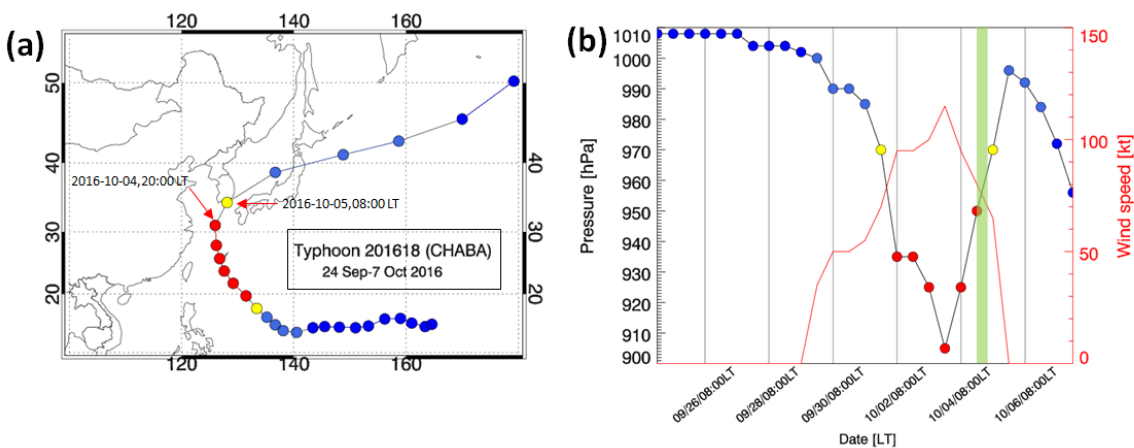 (a)
120 140 160
50
40 40
30 30
20 20
120 140 160
2016-10-04,20:00 LT
2016-10-05,08:00 LT
Typhoon 201618 (CHABA)
24 Sep-7 Oct 2016
(b)
Pressure [hPa]
1010
1000
990
980
970
960
950
940
930
920
910
900
150
100
50
0
Wind speed [kt]
09/26/08:00LT
09/28/08:00LT
09/30/08:00LT
10/02/08:00LT
10/04/08:00LT
10/06/08:00LT
Date [LT]